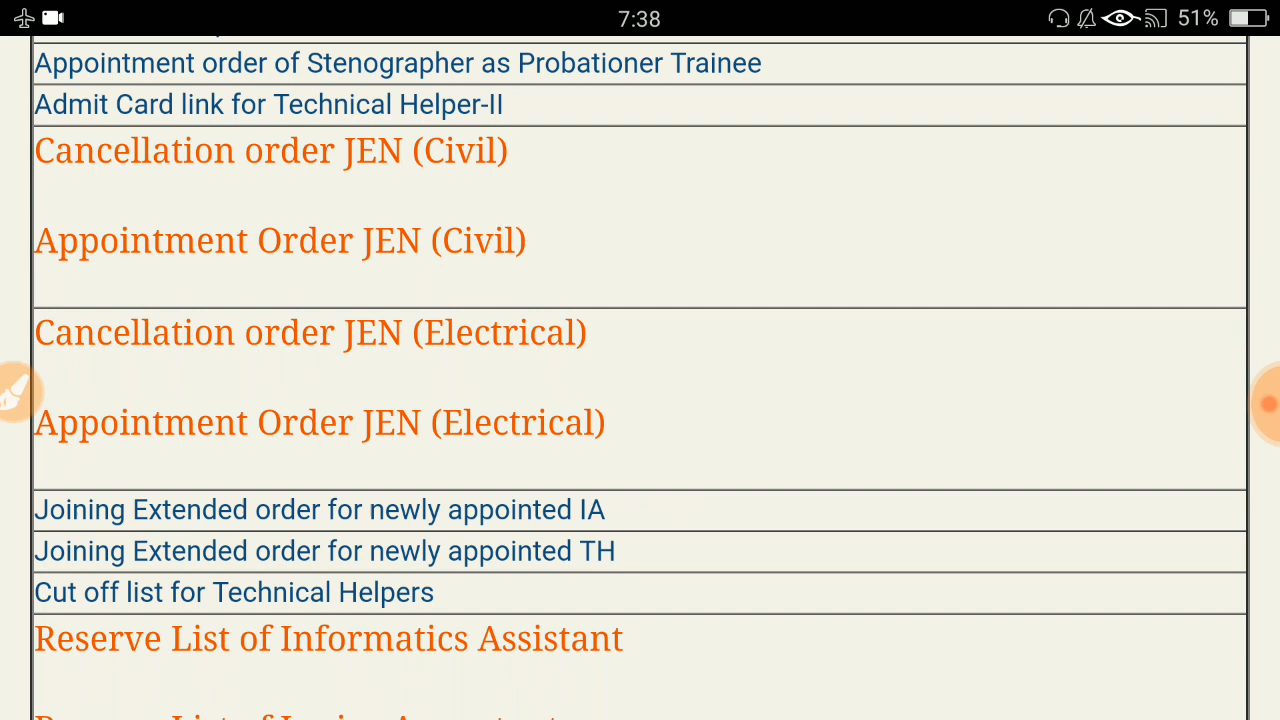 7:38
51%
Appointment order of Stenographer as Probationer Trainee
Admit Card link for Technical Helper-II
Cancellation order JEN (Civil)
Appointment Order JEN (Civil)
Cancellation order JEN (Electrical)
Appointment Order JEN (Electrical)
Joining Extended order for newly appointed IA
Joining Extended order for newly appointed TH
Cut off list for Technical Helpers
Reserve List of Informatics Assistant